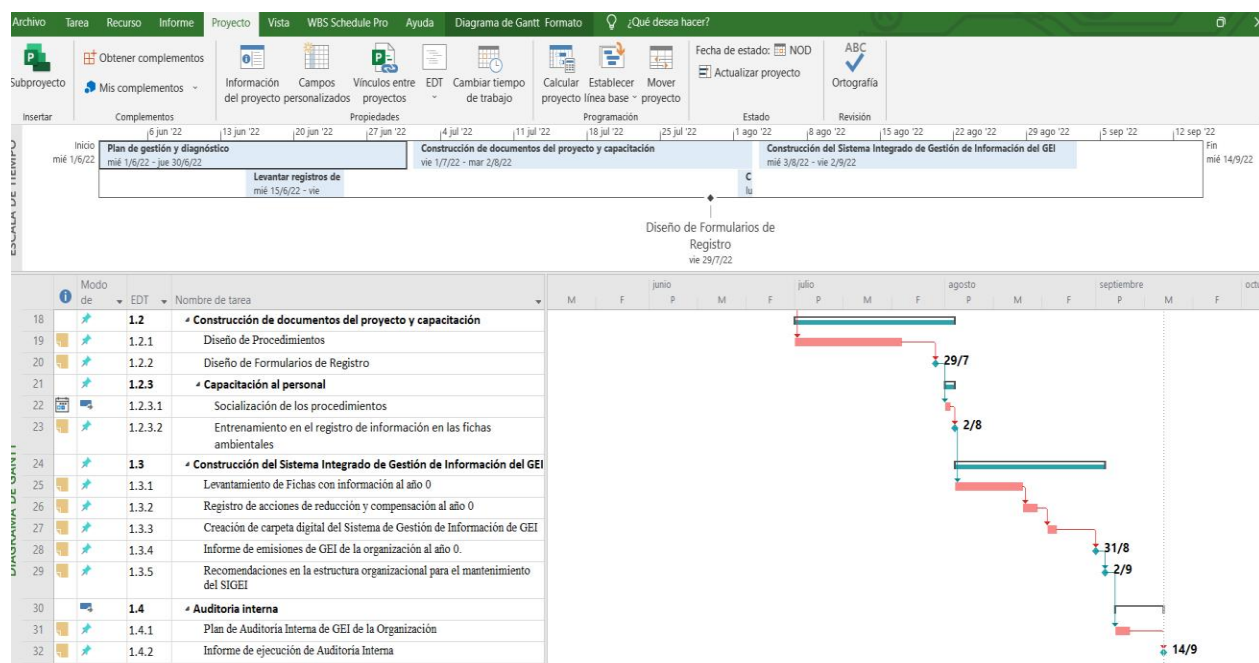 Archivo Tarea Recurso Informe Proyecto Vista WBS Schedule Pro Ayuda Diagrama de Gantt Formato ¿Qué desea hacer?
Subproyecto
Obtener complementos
Mis complementos
Información del proyecto
Campos personalizados
Vínculos entre proyectos
EDT
Cambiar tiempo de trabajo
Calcular proyecto
Establecer línea base
Mover proyecto
Fecha de estado: NOD
Actualizar proyecto
ABC
Ortografía
Insertar Complementos Propiedades Programación Estado Revisión
ESCALA DE TIEMPO
6 jun '22 13 jun '22 20 jun '22 27 jun '22 4 jul '22 11 jul '22 18 jul '22 25 jul '22 1 ago '22 8 ago '22 15 ago '22 22 ago '22 29 ago '22 5 sep '22 12 sep '22
Inicio
mié 1/6/22
Plan de gestión y diagnóstico
mié 1/6/22 - jue 30/6/22
Construcción de documentos del proyecto y capacitación
vie 1/7/22 - mar 2/8/22
Construcción del Sistema Integrado de Gestión de Información del GEI
mié 3/8/22 - vie 2/9/22
Fin
mié 14/9/22
Levantar registros de
mié 15/6/22 - vie
C
lu
Diseño de Formularios de
Registro
vie 29/7/22
DIAGRAMA DE GANTT
Modo
de EDT Nombre de tarea
junio julio agosto septiembre octu
M F P M F P M F P M F P M F
18 1.2 Construcción de documentos del proyecto y capacitación
19 1.2.1 Diseño de Procedimientos
20 1.2.2 Diseño de Formularios de Registro 29/7
21 1.2.3 Capacitación al personal
22 1.2.3.1 Socialización de los procedimientos
23 1.2.3.2 Entrenamiento en el registro de información en las fichas 2/8
ambientales
24 1.3 Construcción del Sistema Integrado de Gestión de Información del GEI
25 1.3.1 Levantamiento de Fichas con información al año 0
26 1.3.2 Registro de acciones de reducción y compensación al año 0
27 1.3.3 Creación de carpeta digital del Sistema de Gestión de Información de GEI
28 1.3.4 Informe de emisiones de GEI de la organización al año 0. 31/8
29 1.3.5 Recomendaciones en la estructura organizacional para el mantenimiento 2/9
del SIGEI
30 1.4 Auditoria interna
31 1.4.1 Plan de Auditoría Interna de GEI de la Organización
32 1.4.2 Informe de ejecución de Auditoría Interna 14/9